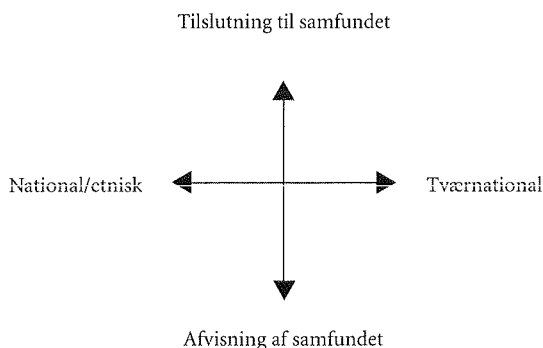 Tilslutning til samfundet
National/etnisk
Tværnational
Afvisning af samfundet